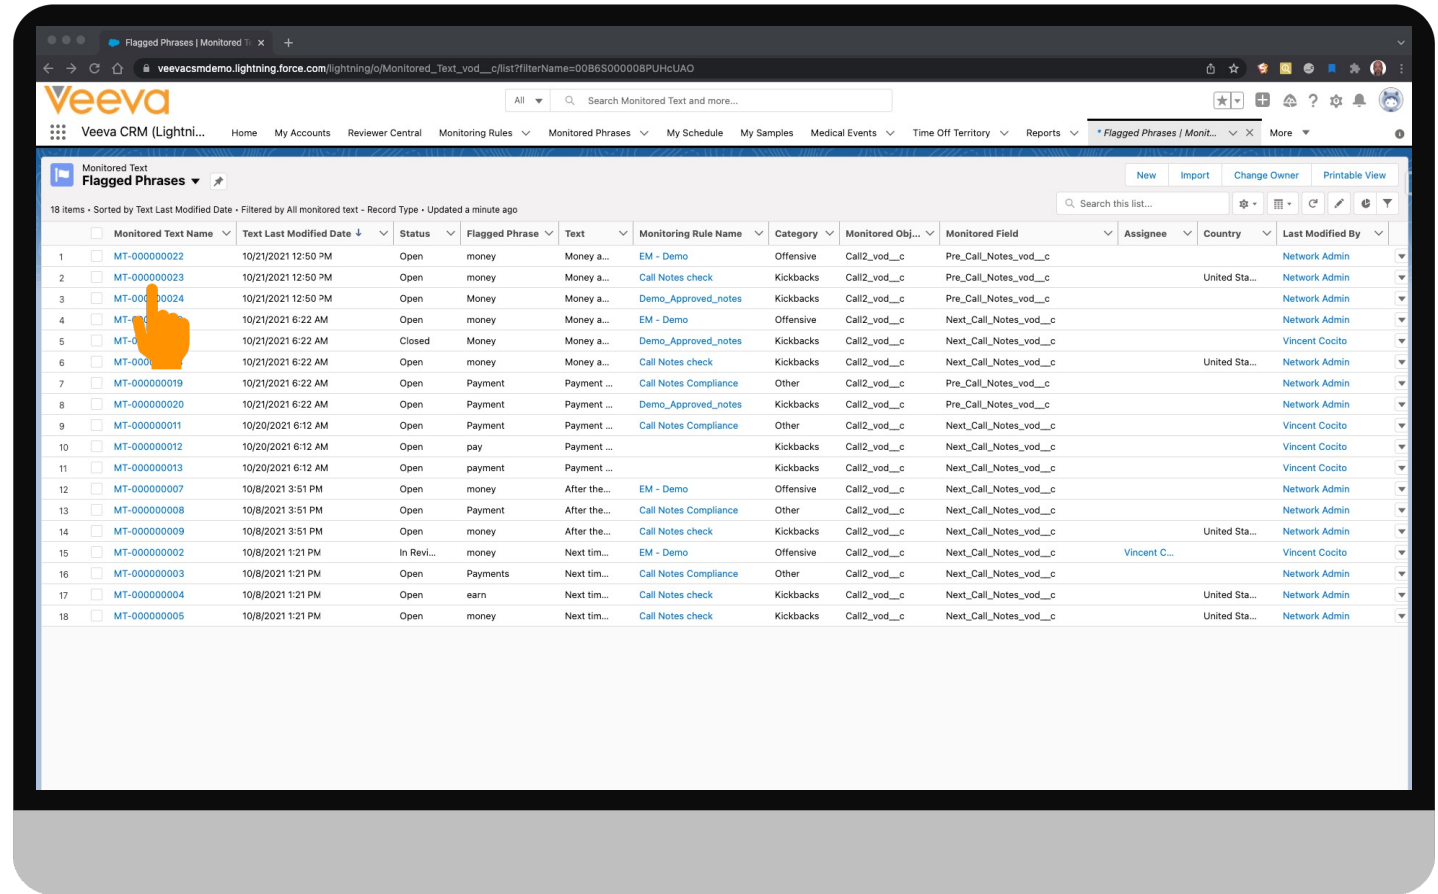 Flagged Phrases | Monitored T
veevacsmdemo.lightning.force.com/lightning/o/Monitored_Text_vod__c/list?filterName=00B6S000008PUHcUAO
Veeva
All Search Monitored Text and more...
Veeva CRM (Lightni... Home My Accounts Reviewer Central Monitoring Rules Monitored Phrases My Schedule My Samples Medical Events Time Off Territory Reports * Flagged Phrases | Monit... More
Monitored Text
Flagged Phrases
New Import Change Owner Printable View
18 items • Sorted by Text Last Modified Date • Filtered by All monitored text - Record Type • Updated a minute ago
Search this list...
Monitored Text Name Text Last Modified Date Status Flagged Phrase Text Monitoring Rule Name Category Monitored Obj... Monitored Field Assignee Country Last Modified By
1 MT-000000022 10/21/2021 12:50 PM Open money Money a... EM - Demo Offensive Call2_vod__c Pre_Call_Notes_vod__c Network Admin
2 MT-000000023 10/21/2021 12:50 PM Open money Money a... Call Notes check Kickbacks Call2_vod__c Pre_Call_Notes_vod__c United Sta... Network Admin
3 MT-000000024 10/21/2021 12:50 PM Open Money Money a... Demo_Approved_notes Kickbacks Call2_vod__c Pre_Call_Notes_vod__c Network Admin
4 10/21/2021 6:22 AM Open money Money a... EM - Demo Offensive Call2_vod__c Next_Call_Notes_vod__c Network Admin
5 10/21/2021 6:22 AM Closed Money Money a... Demo_Approved_notes Kickbacks Call2_vod__c Next_Call_Notes_vod__c Vincent Cocito
6 10/21/2021 6:22 AM Open money Money a... Call Notes check Kickbacks Call2_vod__c Next_Call_Notes_vod__c United Sta... Network Admin
7 MT-000000019 10/21/2021 6:22 AM Open Payment Payment ... Call Notes Compliance Other Call2_vod__c Pre_Call_Notes_vod__c Network Admin
8 MT-000000020 10/21/2021 6:22 AM Open Payment Payment ... Demo_Approved_notes Kickbacks Call2_vod__c Pre_Call_Notes_vod__c Network Admin
9 MT-000000011 10/20/2021 6:12 AM Open Payment Payment ... Call Notes Compliance Other Call2_vod__c Next_Call_Notes_vod__c Vincent Cocito
10 MT-000000012 10/20/2021 6:12 AM Open pay Payment ... Kickbacks Call2_vod__c Next_Call_Notes_vod__c Vincent Cocito
11 MT-000000013 10/20/2021 6:12 AM Open payment Payment ... Kickbacks Call2_vod__c Next_Call_Notes_vod__c Vincent Cocito
12 MT-000000007 10/8/2021 3:51 PM Open money After the... EM - Demo Offensive Call2_vod__c Next_Call_Notes_vod__c Network Admin
13 MT-000000008 10/8/2021 3:51 PM Open Payment After the... Call Notes Compliance Other Call2_vod__c Next_Call_Notes_vod__c Network Admin
14 MT-000000009 10/8/2021 3:51 PM Open money After the... Call Notes check Kickbacks Call2_vod__c Next_Call_Notes_vod__c United Sta... Network Admin
15 MT-000000002 10/8/2021 1:21 PM In Revi... money Next tim... EM - Demo Offensive Call2_vod__c Next_Call_Notes_vod__c Vincent C... Vincent Cocito
16 MT-000000003 10/8/2021 1:21 PM Open Payments Next tim... Call Notes Compliance Other Call2_vod__c Next_Call_Notes_vod__c Network Admin
17 MT-000000004 10/8/2021 1:21 PM Open earn Next tim... Call Notes check Kickbacks Call2_vod__c Next_Call_Notes_vod__c United Sta... Network Admin
18 MT-000000005 10/8/2021 1:21 PM Open money Next tim... Call Notes check Kickbacks Call2_vod__c Next_Call_Notes_vod__c United Sta... Network Admin